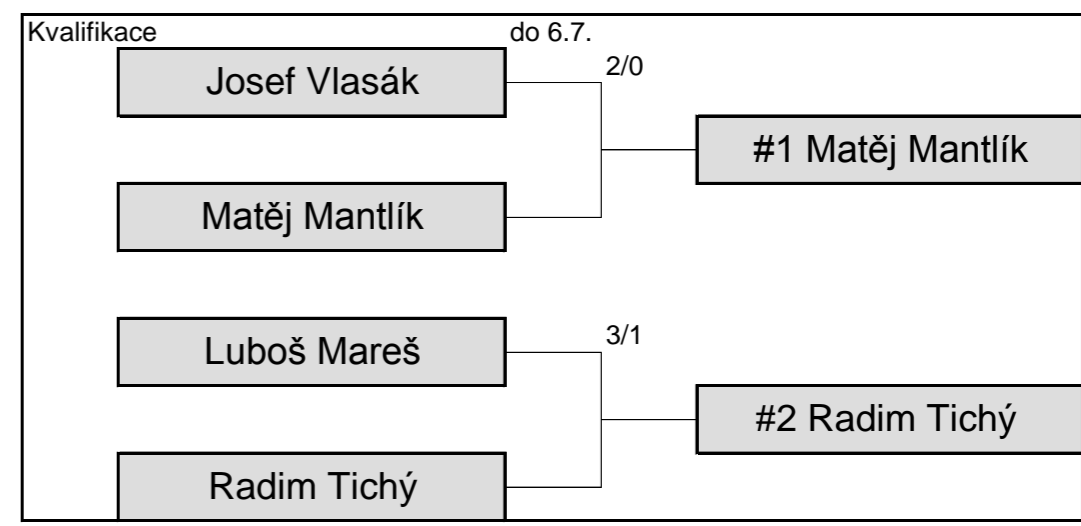 Kvalifikace do 6.7.
Josef Vlasák
2/0
#1 Matěj Mantlík
Matěj Mantlík
Luboš Mareš
3/1
#2 Radim Tichý
Radim Tichý